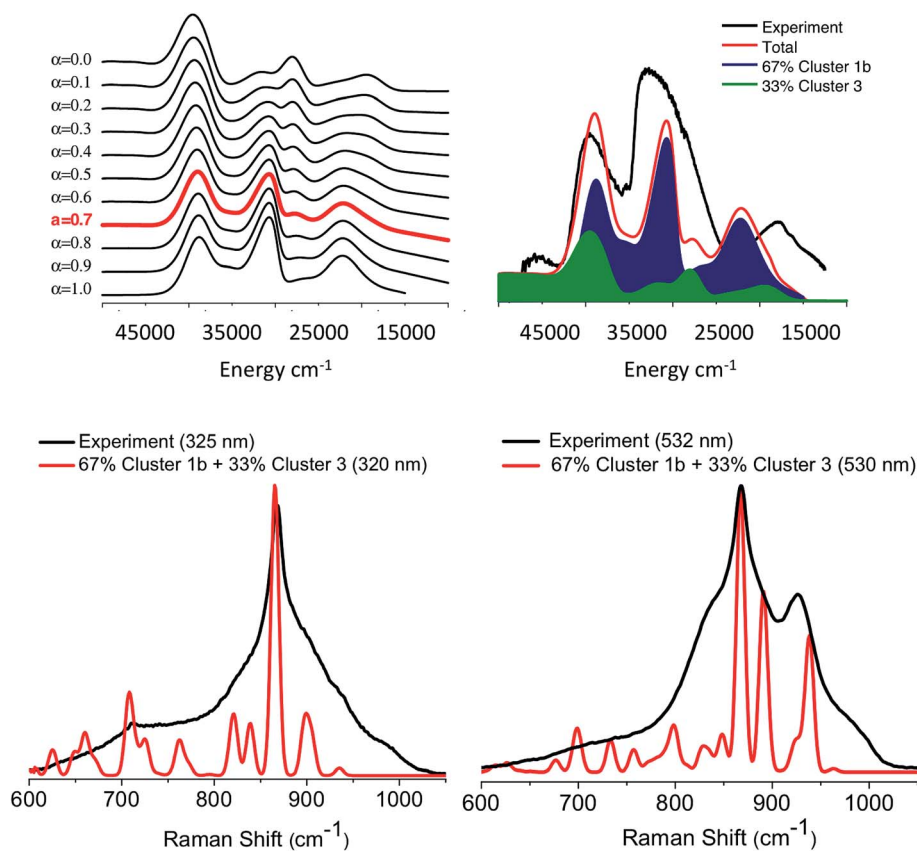 α=0.0
α=0.1
α=0.2
α=0.3
α=0.4
α=0.5
α=0.6
a=0.7
α=0.8
α=0.9
α=1.0
45000 35000 25000 15000
Energy cm-1
Experiment
Total
67% Cluster 1b
33% Cluster 3
45000 35000 25000 15000
Energy cm-1
Experiment (325 nm)
67% Cluster 1b + 33% Cluster 3 (320 nm)
600 700 800 900 1000
Raman Shift (cm-1)
Experiment (532 nm)
67% Cluster 1b + 33% Cluster 3 (530 nm)
600 700 800 900 1000
Raman Shift (cm-1)